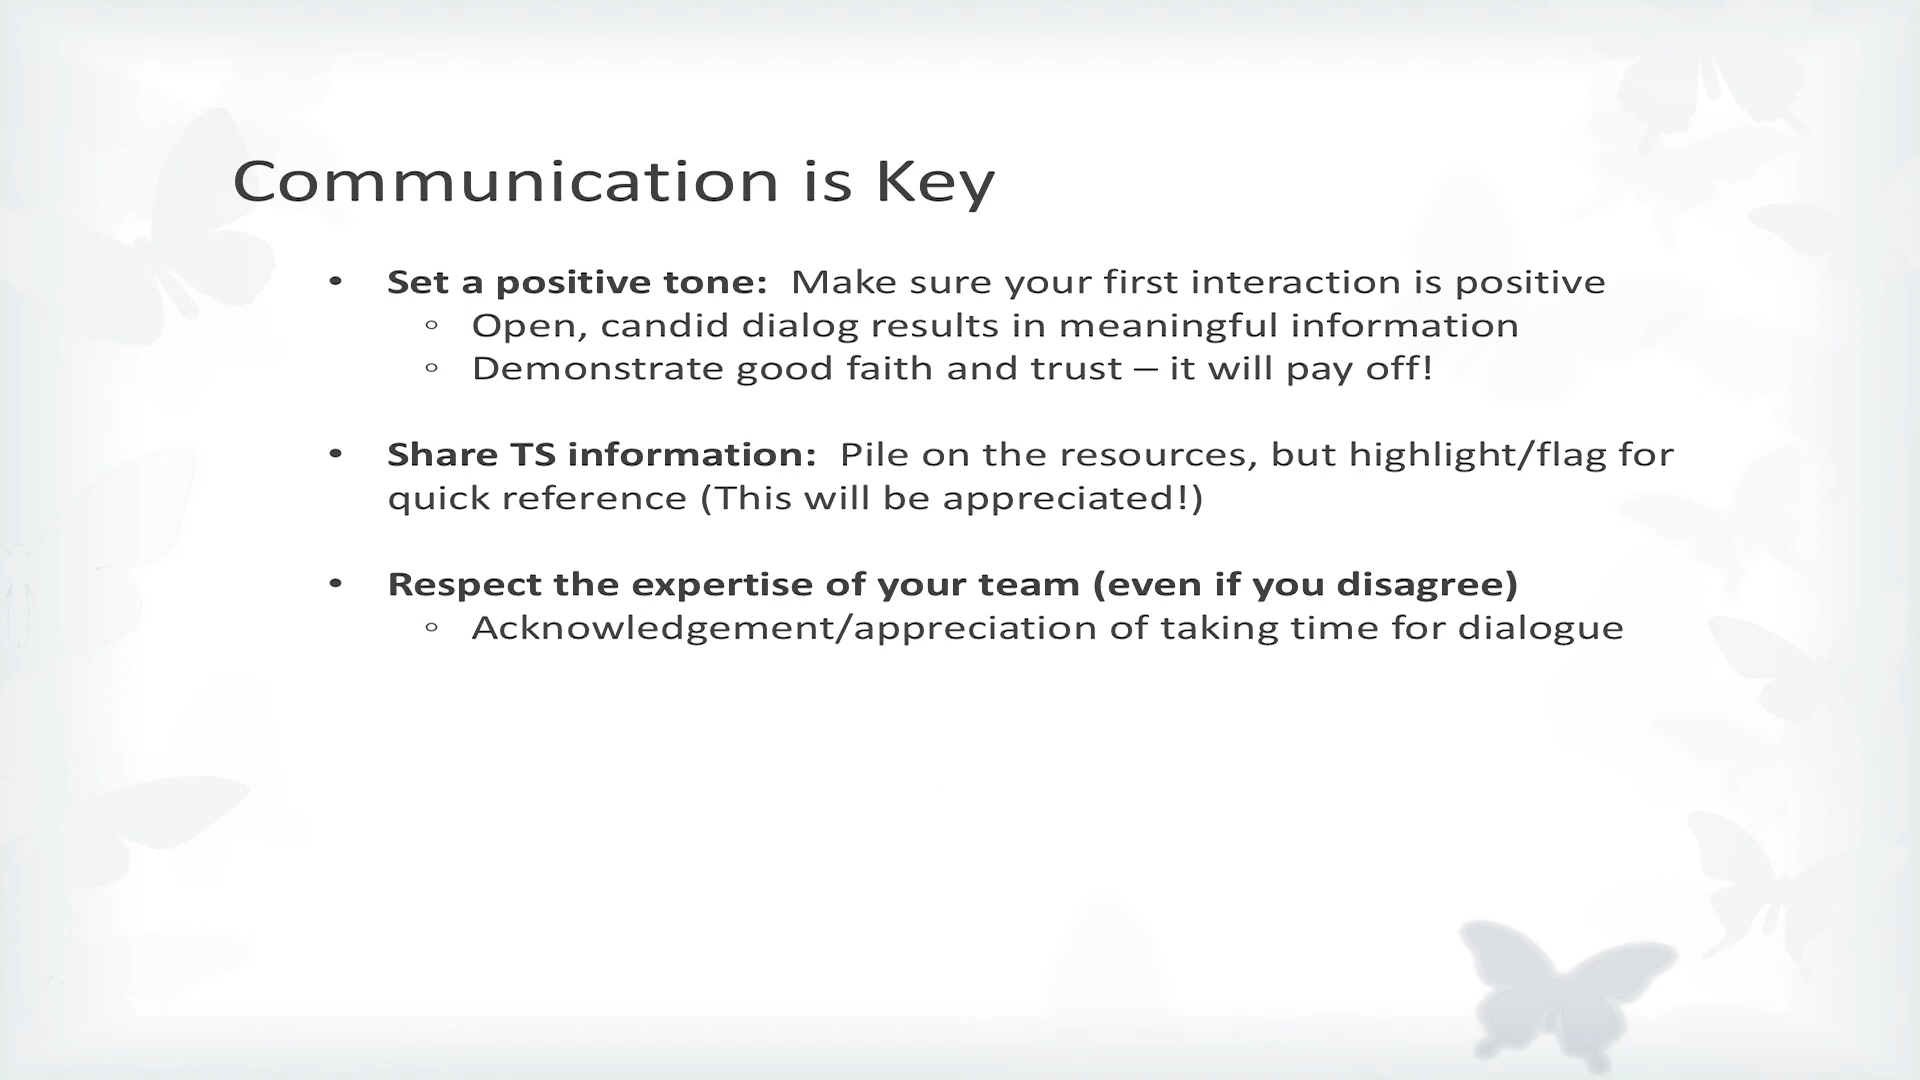 Communication is Key
• Set a positive tone:  Make sure your first interaction is positive
◦ Open, candid dialog results in meaningful information
◦ Demonstrate good faith and trust – it will pay off!
• Share TS information:  Pile on the resources, but highlight/flag for
quick reference (This will be appreciated!)
• Respect the expertise of your team (even if you disagree)
◦ Acknowledgement/appreciation of taking time for dialogue